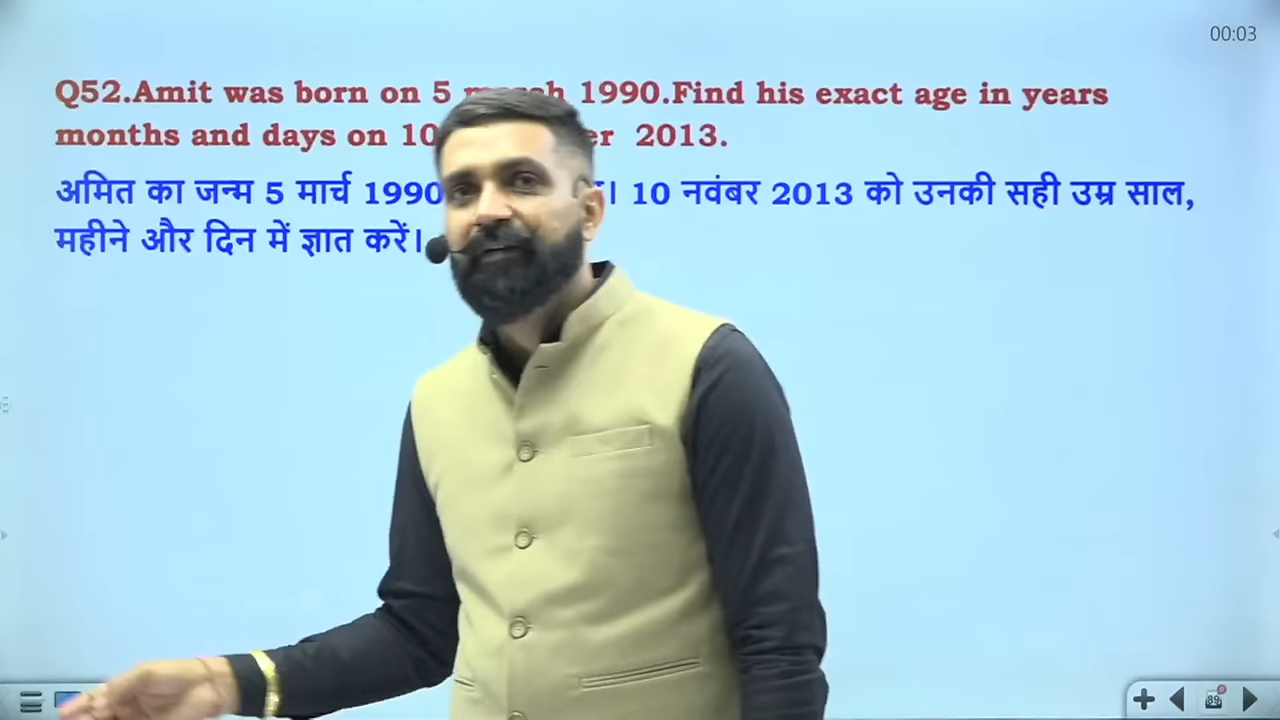 00:03
Q52.Amit was born on 5 1990.Find his exact age in years
months and days on 10 2013.
अमित का जन्म 5 मार्च 1990 । 10 नवंबर 2013 को उनकी सही उम्र साल,
महीने और दिन में ज्ञात करें।
89